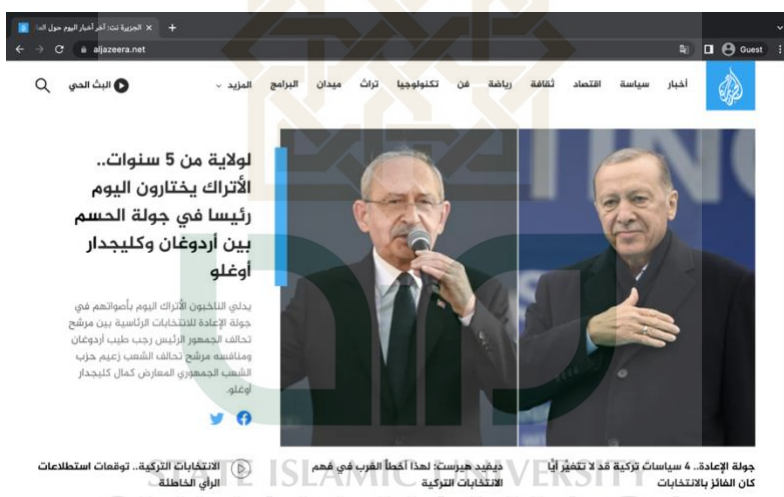 الجزيرة نت: آخر أخبار اليوم حول العا
aljazeera.net
Guest
أخبار سياسة اقتصاد ثقافة رياضة فن تكنولوجيا تراث ميدان البرامج المزيد البث الحي
لولاية من 5 سنوات..
الأتراك يختارون اليوم
رئيسا في جولة الحسم
بين أردوغان وكليجدار
أوغلو
يدلي الناخبون الأتراك اليوم بأصواتهم في
جولة الإعادة للانتخابات الرئاسية بين مرشح
تحالف الجمهور الرئيس رجب طيب أردوغان
ومنافسه مرشح تحالف الشعب زعيم حزب
الشعب الجمهوري المعارض كمال كليجدار
أوغلو.
جولة الإعادة.. 4 سياسات تركية قد لا تتغيّر أيًا
كان الفائز بالانتخابات
ديفيد هيرست: لهذا أخطأ الغرب في فهم
الانتخابات التركية
الانتخابات التركية.. توقعات استطلاعات
الرأي الخاطئة
STATE ISLAMIC UNIVERSITY